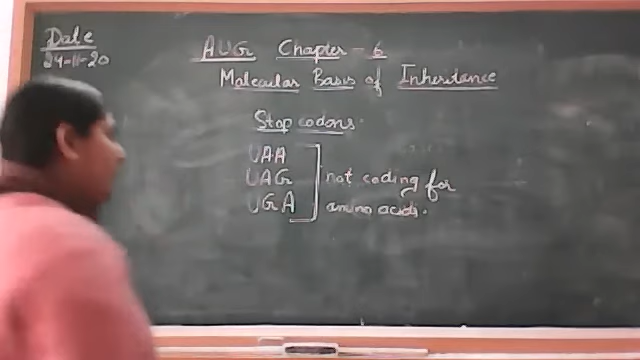 Date
24-11-20
AUG Chapter - 6
Molecular Basis of Inheritance
Stop codons.
UAA
UAG not coding for
UGA amino acids.